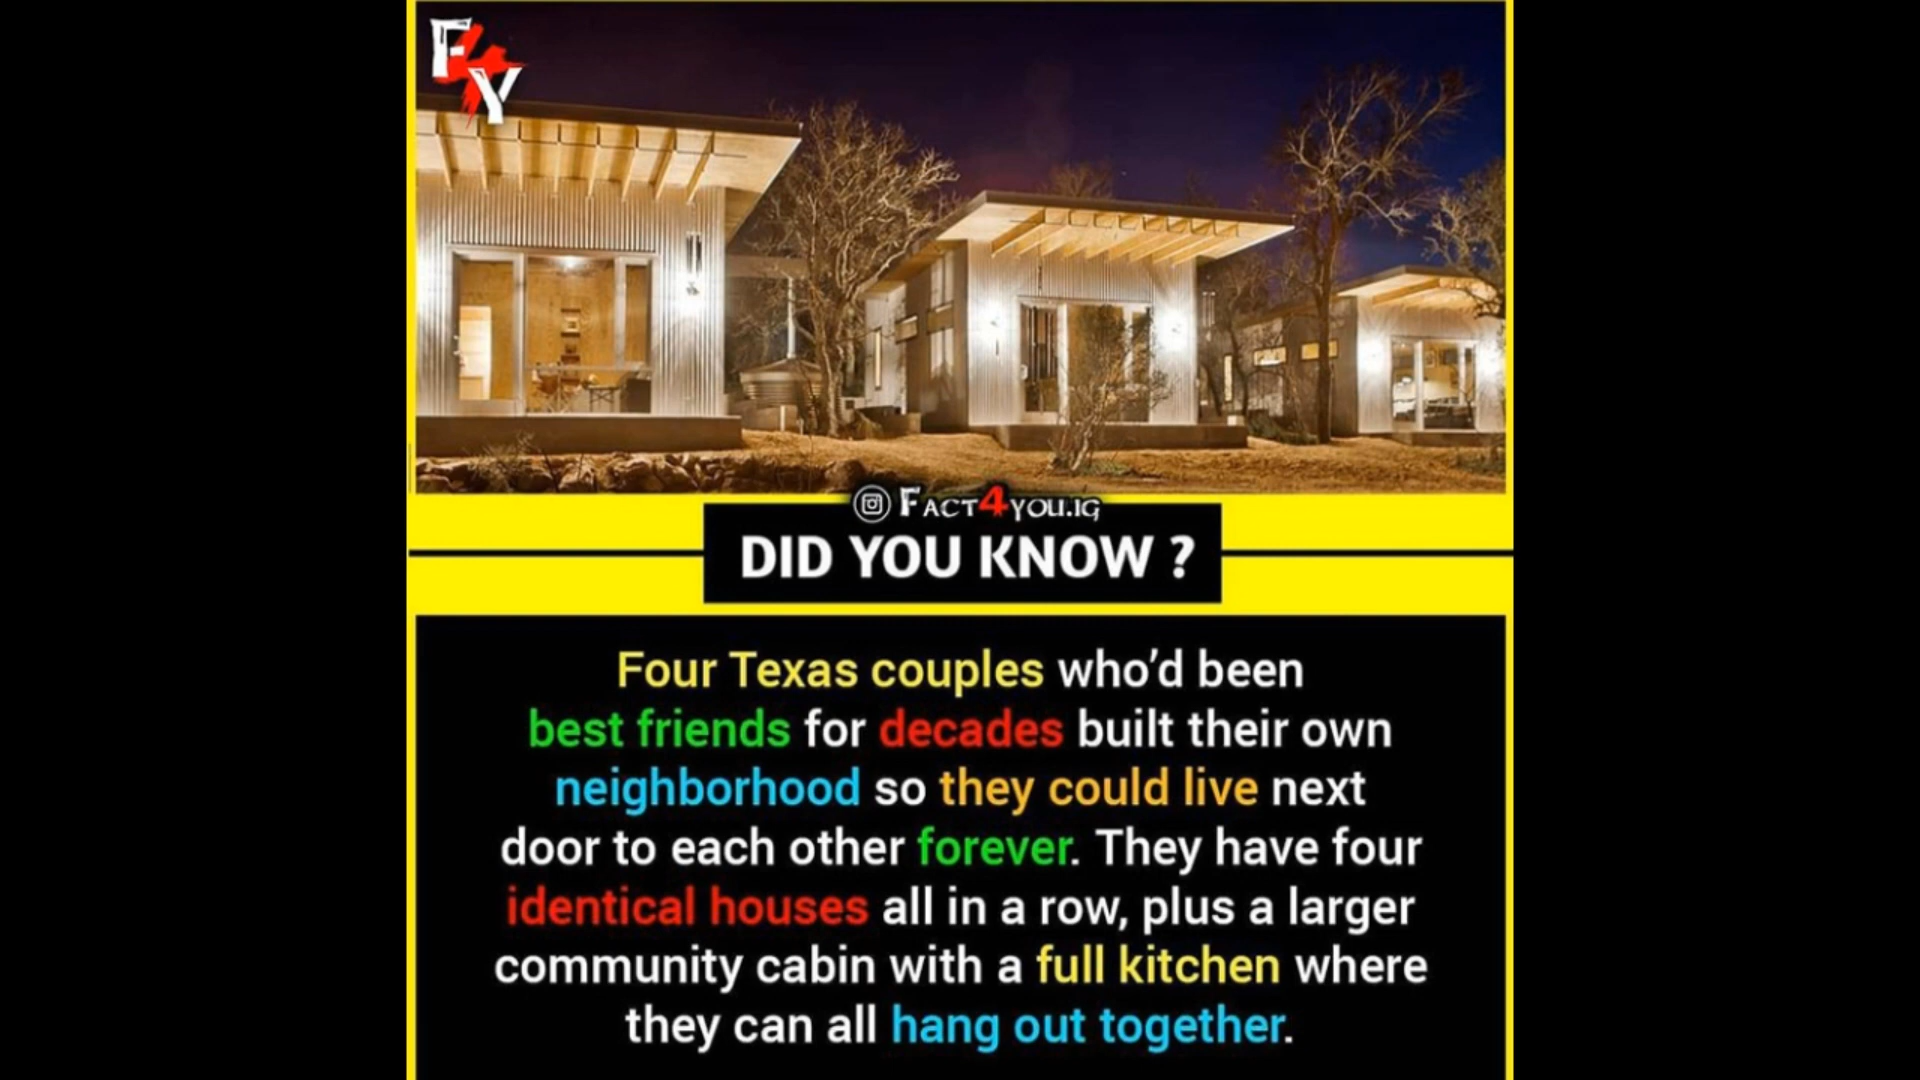 F4Y
FACT4YOU.IG
DID YOU KNOW ?
Four Texas couples who’d been
best friends for decades built their own
neighborhood so they could live next
door to each other forever. They have four
identical houses all in a row, plus a larger
community cabin with a full kitchen where
they can all hang out together.